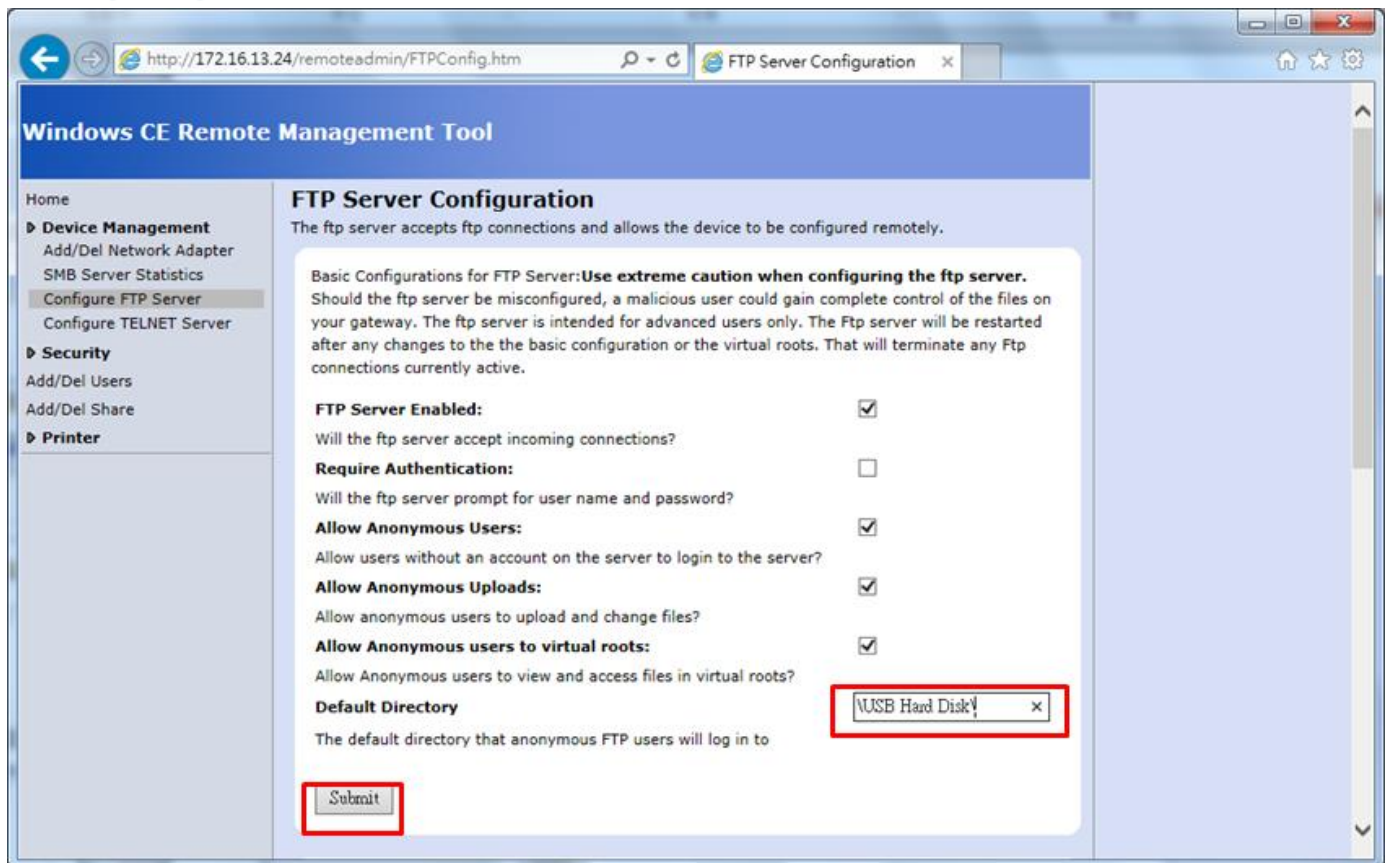 http://172.16.13.24/remoteadmin/FTPConfig.htm
FTP Server Configuration
Windows CE Remote Management Tool
Home
Device Management
Add/Del Network Adapter
SMB Server Statistics
Configure FTP Server
Configure TELNET Server
Security
Add/Del Users
Add/Del Share
Printer
FTP Server Configuration
The ftp server accepts ftp connections and allows the device to be configured remotely.
Basic Configurations for FTP Server:Use extreme caution when configuring the ftp server.
Should the ftp server be misconfigured, a malicious user could gain complete control of the files on
your gateway. The ftp server is intended for advanced users only. The Ftp server will be restarted
after any changes to the the basic configuration or the virtual roots. That will terminate any Ftp
connections currently active.
FTP Server Enabled:
Will the ftp server accept incoming connections?
Require Authentication:
Will the ftp server prompt for user name and password?
Allow Anonymous Users:
Allow users without an account on the server to login to the server?
Allow Anonymous Uploads:
Allow anonymous users to upload and change files?
Allow Anonymous users to virtual roots:
Allow Anonymous users to view and access files in virtual roots?
Default Directory
\USB Hard Disk\
The default directory that anonymous FTP users will log in to
Submit